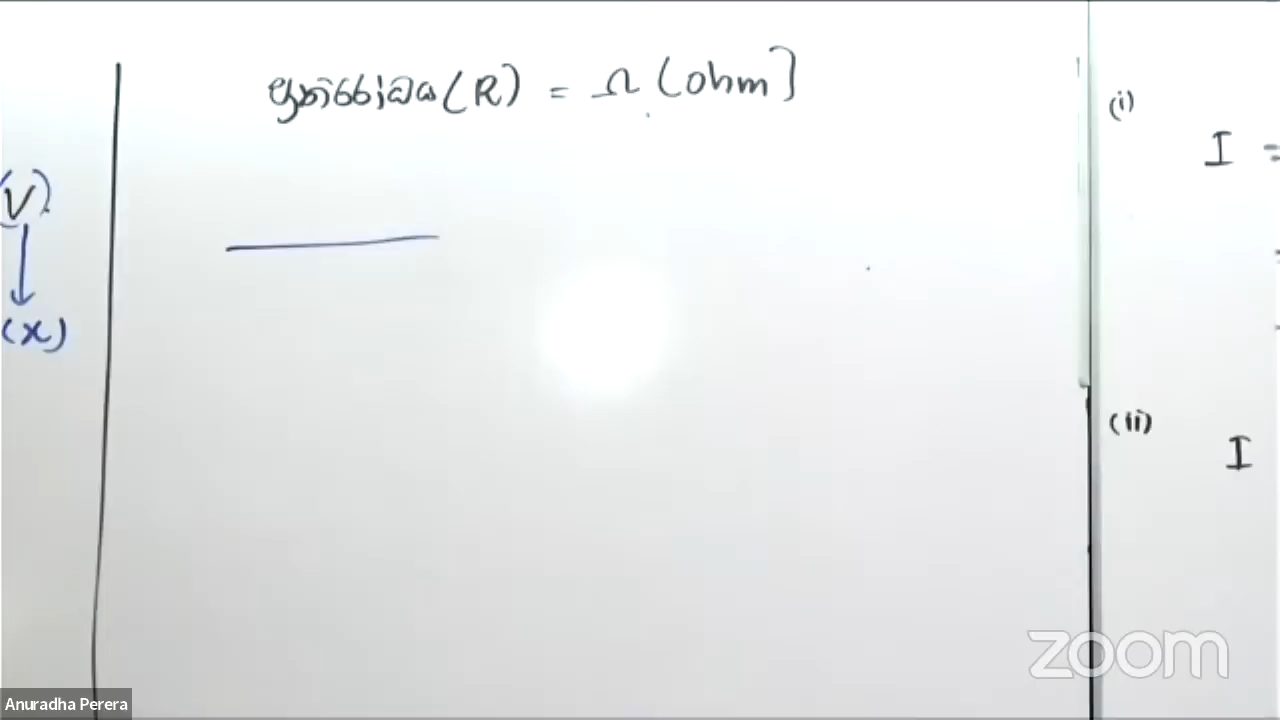 ප්‍රතිරෝධය (R) = Ω (ohm)
(V)
(x)
(i)
I =
(ii)
I
zoom
Anuradha Perera